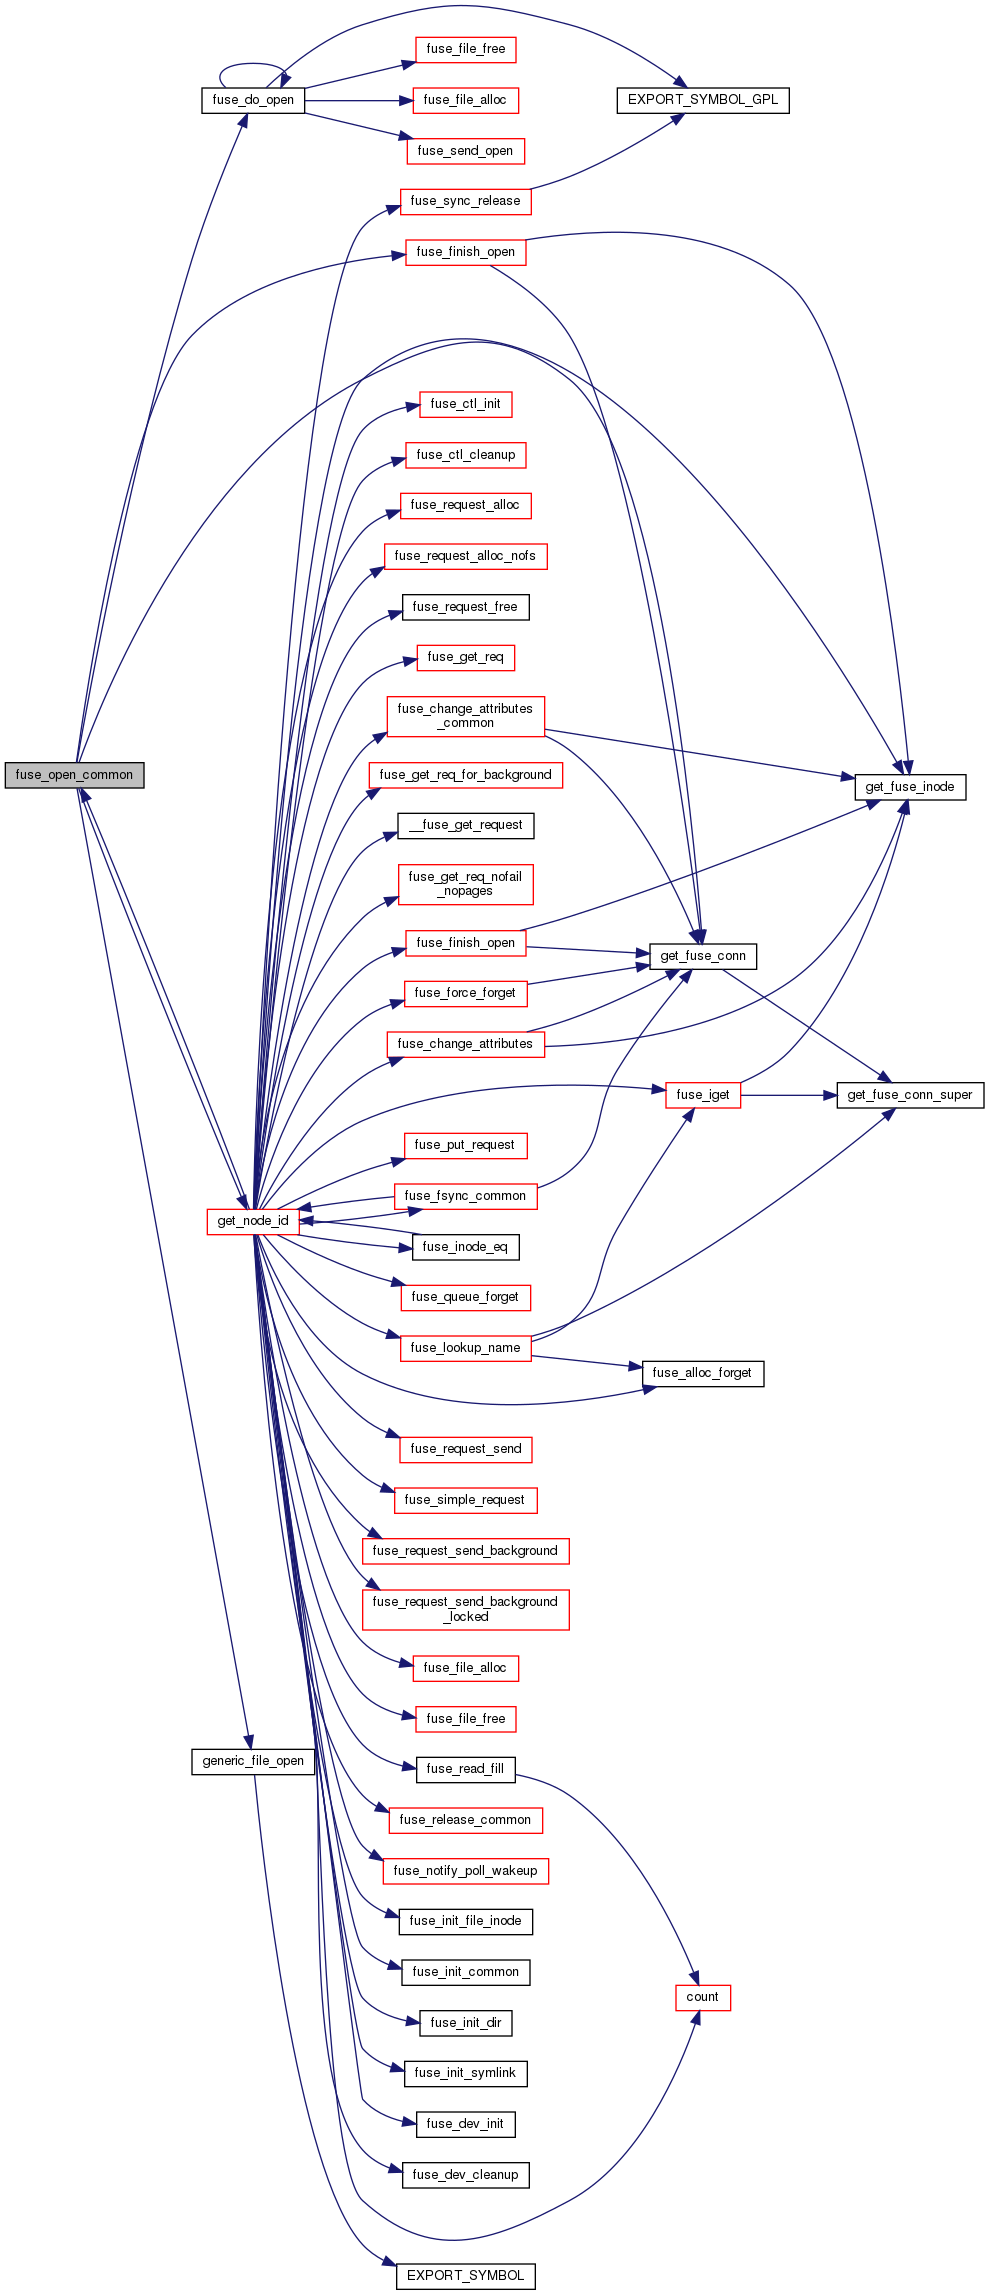 fuse_file_free
fuse_do_open
fuse_file_alloc
EXPORT_SYMBOL_GPL
fuse_send_open
fuse_sync_release
fuse_finish_open
fuse_ctl_init
fuse_ctl_cleanup
fuse_request_alloc
fuse_request_alloc_nofs
fuse_request_free
fuse_get_req
fuse_change_attributes
_common
fuse_open_common
fuse_get_req_for_background
get_fuse_inode
__fuse_get_request
fuse_get_req_nofail
_nopages
fuse_finish_open
get_fuse_conn
fuse_force_forget
fuse_change_attributes
fuse_iget
get_fuse_conn_super
fuse_put_request
fuse_fsync_common
get_node_id
fuse_inode_eq
fuse_queue_forget
fuse_lookup_name
fuse_alloc_forget
fuse_request_send
fuse_simple_request
fuse_request_send_background
fuse_request_send_background
_locked
fuse_file_alloc
fuse_file_free
generic_file_open
fuse_read_fill
fuse_release_common
fuse_notify_poll_wakeup
fuse_init_file_inode
fuse_init_common
count
fuse_init_dir
fuse_init_symlink
fuse_dev_init
fuse_dev_cleanup
EXPORT_SYMBOL